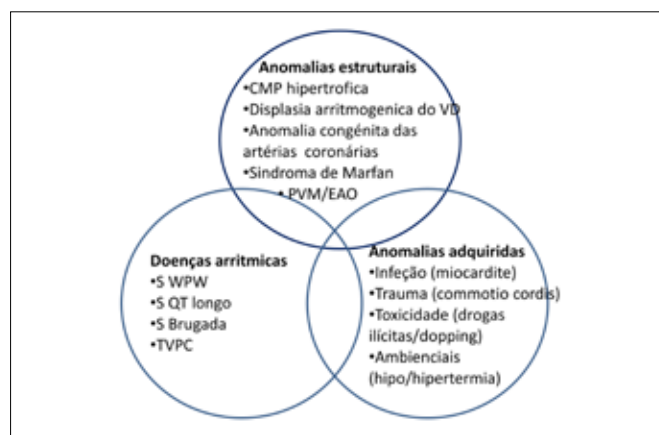 Anomalias estruturais
•CMP hipertrofica
•Displasia arritmogenica do VD
•Anomalia congénita das
artérias coronárias
•Sindroma de Marfan
• PVM/EAO
Doenças arritmicas
•S WPW
•S QT longo
•S Brugada
•TVPC
Anomalias adquiridas
•Infeção (miocardite)
•Trauma (commotio cordis)
•Toxicidade (drogas
ilícitas/dopping)
•Ambienciais
(hipo/hipertermia)